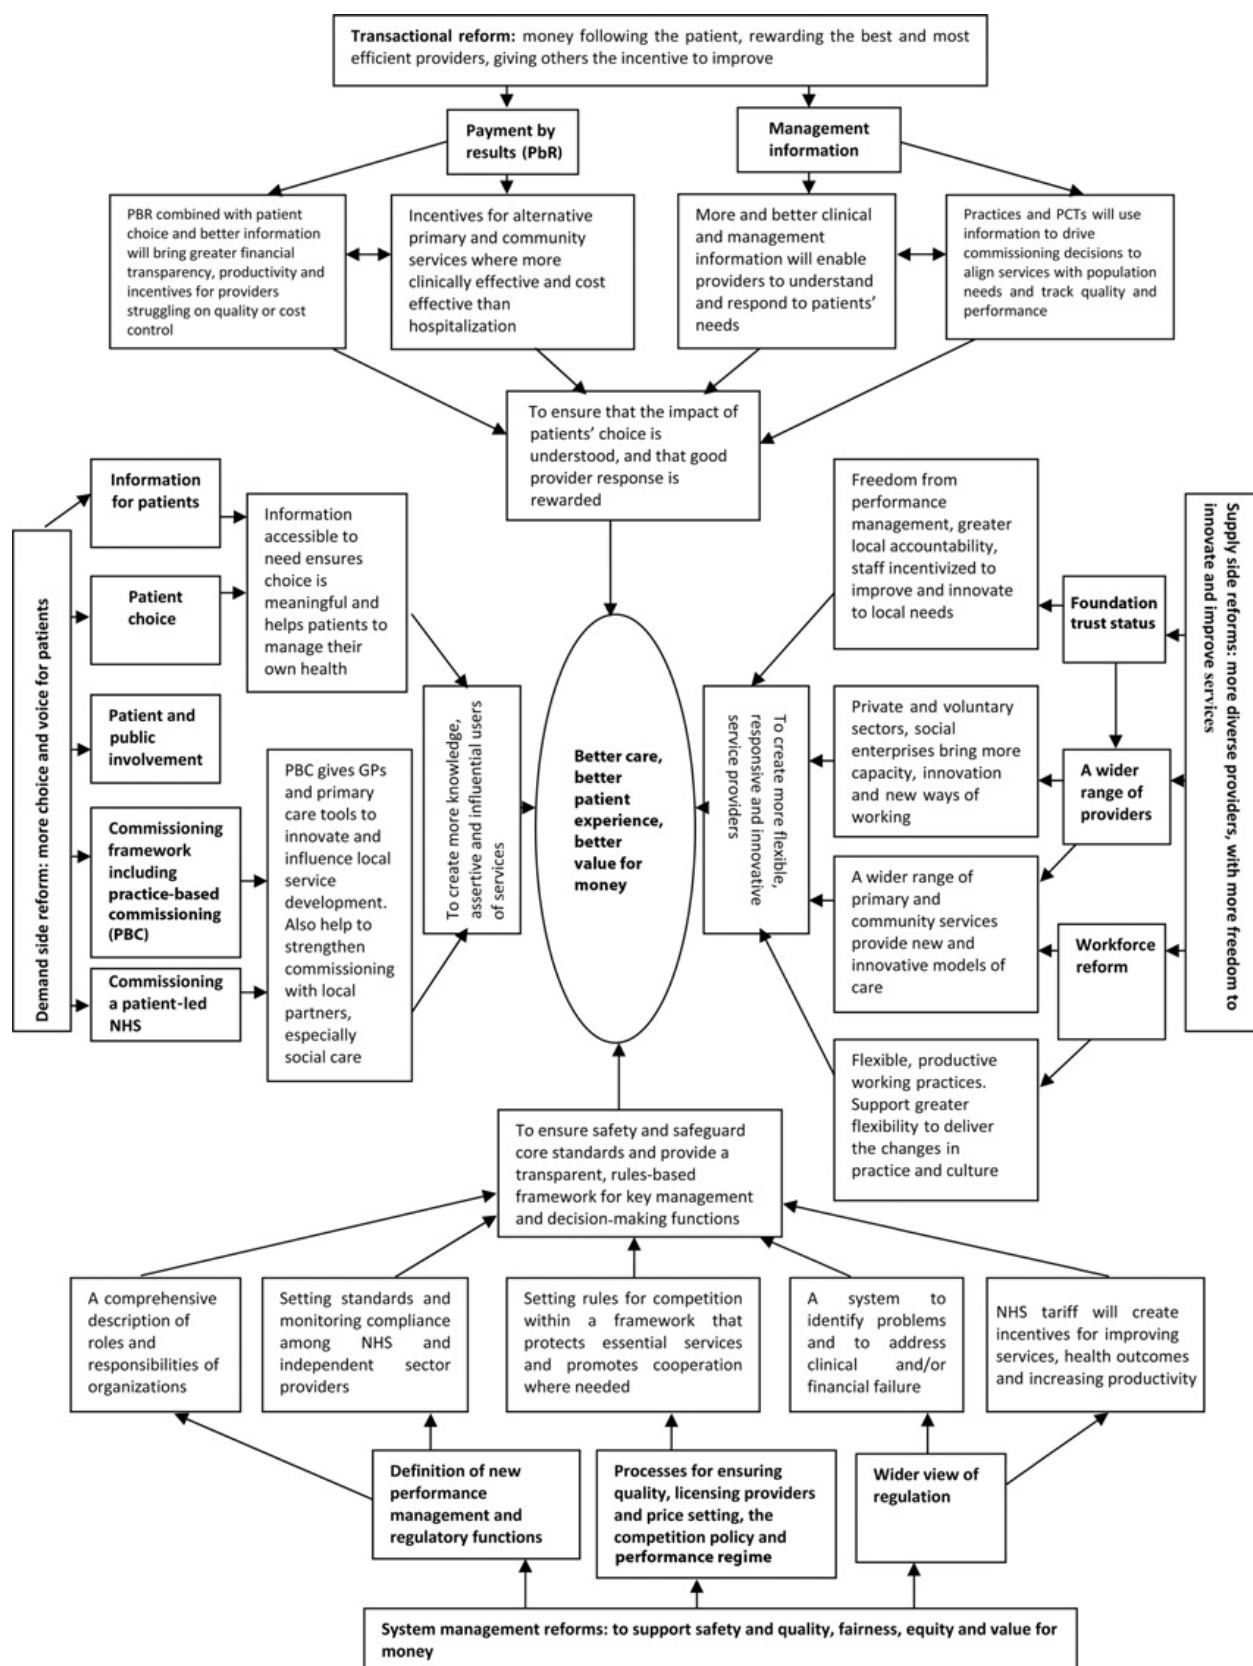 Transactional reform: money following the patient, rewarding the best and most
efficient providers, giving others the incentive to improve
Payment by
results (PbR)
Management
information
PBR combined with patient
choice and better information
will bring greater financial
transparency, productivity and
incentives for providers
struggling on quality or cost
control
Incentives for alternative
primary and community
services where more
clinically effective and cost
effective than
hospitalization
More and better clinical
and management
information will enable
providers to understand
and respond to patients’
needs
Practices and PCTs will use
information to drive
commissioning decisions to
align services with population
needs and track quality and
performance
To ensure that the impact of
patients’ choice is
understood, and that good
provider response is
rewarded
Demand side reform: more choice and voice for patients
Information
for patients
Patient
choice
Patient and
public
involvement
Commissioning
framework
including
practice-based
commissioning
(PBC)
Commissioning
a patient-led
NHS
Information
accessible to
need ensures
choice is
meaningful and
helps patients to
manage their
own health
PBC gives GPs
and primary
care tools to
innovate and
influence local
service
development.
Also help to
strengthen
commissioning
with local
partners,
especially
social care
To create more knowledge,
assertive and influential users
of services
Better care,
better
patient
experience,
better
value for
money
To create more flexible,
responsive and innovative
service providers
Freedom from
performance
management, greater
local accountability,
staff incentivized to
improve and innovate
to local needs
Private and voluntary
sectors, social
enterprises bring more
capacity, innovation
and new ways of
working
A wider range of
primary and
community services
provide new and
innovative models of
care
Flexible, productive
working practices.
Support greater
flexibility to deliver
the changes in
practice and culture
Foundation
trust status
A wider
range of
providers
Workforce
reform
Supply side reforms: more diverse providers, with more freedom to
innovate and improve services
To ensure safety and safeguard
core standards and provide a
transparent, rules-based
framework for key management
and decision-making functions
A comprehensive
description of
roles and
responsibilities of
organizations
Setting standards and
monitoring compliance
among NHS and
independent sector
providers
Setting rules for competition
within a framework that
protects essential services
and promotes cooperation
where needed
A system to
identify problems
and to address
clinical and/or
financial failure
NHS tariff will create
incentives for improving
services, health outcomes
and increasing productivity
Definition of new
performance
management and
regulatory functions
Processes for ensuring
quality, licensing providers
and price setting, the
competition policy and
performance regime
Wider view of
regulation
System management reforms: to support safety and quality, fairness, equity and value for
money